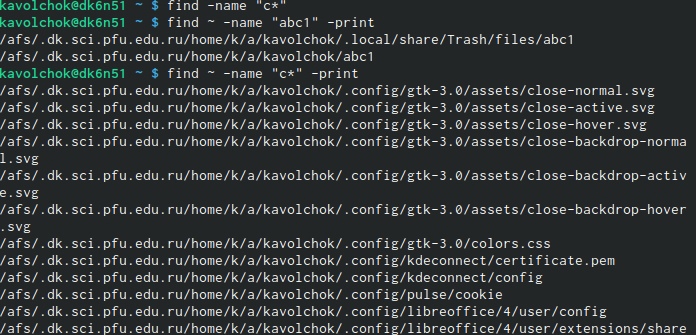 kavolchok@dk6n51 ~ $ find -name "c*"
kavolchok@dk6n51 ~ $ find ~ -name "abc1" -print
/afs/.dk.sci.pfu.edu.ru/home/k/a/kavolchok/.local/share/Trash/files/abc1
/afs/.dk.sci.pfu.edu.ru/home/k/a/kavolchok/abc1
kavolchok@dk6n51 ~ $ find ~ -name "c*" -print
/afs/.dk.sci.pfu.edu.ru/home/k/a/kavolchok/.config/gtk-3.0/assets/close-normal.svg
/afs/.dk.sci.pfu.edu.ru/home/k/a/kavolchok/.config/gtk-3.0/assets/close-active.svg
/afs/.dk.sci.pfu.edu.ru/home/k/a/kavolchok/.config/gtk-3.0/assets/close-hover.svg
/afs/.dk.sci.pfu.edu.ru/home/k/a/kavolchok/.config/gtk-3.0/assets/close-backdrop-norma
l.svg
/afs/.dk.sci.pfu.edu.ru/home/k/a/kavolchok/.config/gtk-3.0/assets/close-backdrop-activ
e.svg
/afs/.dk.sci.pfu.edu.ru/home/k/a/kavolchok/.config/gtk-3.0/assets/close-backdrop-hover
.svg
/afs/.dk.sci.pfu.edu.ru/home/k/a/kavolchok/.config/gtk-3.0/colors.css
/afs/.dk.sci.pfu.edu.ru/home/k/a/kavolchok/.config/kdeconnect/certificate.pem
/afs/.dk.sci.pfu.edu.ru/home/k/a/kavolchok/.config/kdeconnect/config
/afs/.dk.sci.pfu.edu.ru/home/k/a/kavolchok/.config/pulse/cookie
/afs/.dk.sci.pfu.edu.ru/home/k/a/kavolchok/.config/libreoffice/4/user/config
/afs/.dk.sci.pfu.edu.ru/home/k/a/kavolchok/.config/libreoffice/4/user/extensions/share